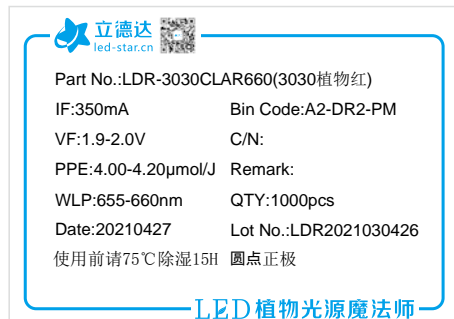 立德达
led-star.cn
Part No.:LDR-3030CLAR660(3030植物红)
IF:350mA Bin Code:A2-DR2-PM
VF:1.9-2.0V C/N:
PPE:4.00-4.20μmol/J Remark:
WLP:655-660nm QTY:1000pcs
Date:20210427 Lot No.:LDR2021030426
使用前请75℃除湿15H 圆点正极
LED植物光源魔法师